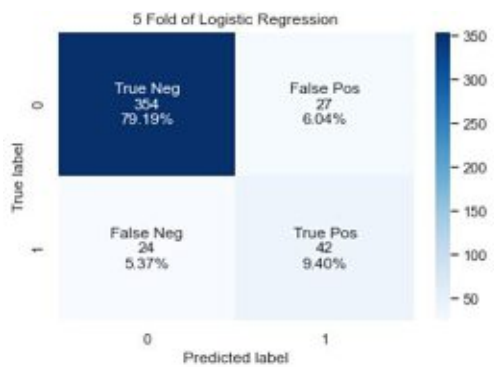 5 Fold of Logistic Regression
True Neg
354
79.19%
False Pos
27
6.04%
False Neg
24
5.37%
True Pos
42
9.40%
True label
0
1
0
1
Predicted label
350
300
250
200
150
100
50